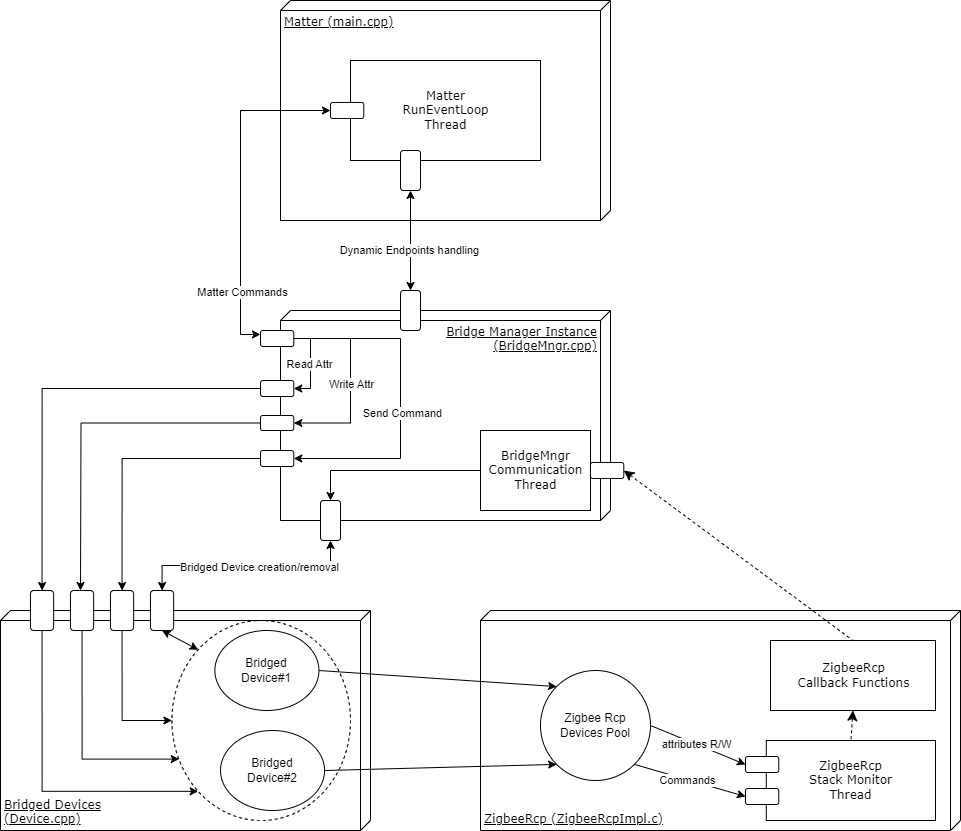 Matter (main.cpp)
Matter
RunEventLoop
Thread
Dynamic Endpoints handling
Matter Commands
Bridge Manager Instance
(BridgeMngr.cpp)
Read Attr
Write Attr
Send Command
BridgeMngr
Communication
Thread
Bridged Device creation/removal
Bridged
Device#1
Bridged
Device#2
Bridged Devices
(Device.cpp)
Zigbee Rcp
Devices Pool
attributes R/W
Commands
ZigbeeRcp
Callback Functions
ZigbeeRcp
Stack Monitor
Thread
ZigbeeRcp (ZigbeeRcpImpl.c)